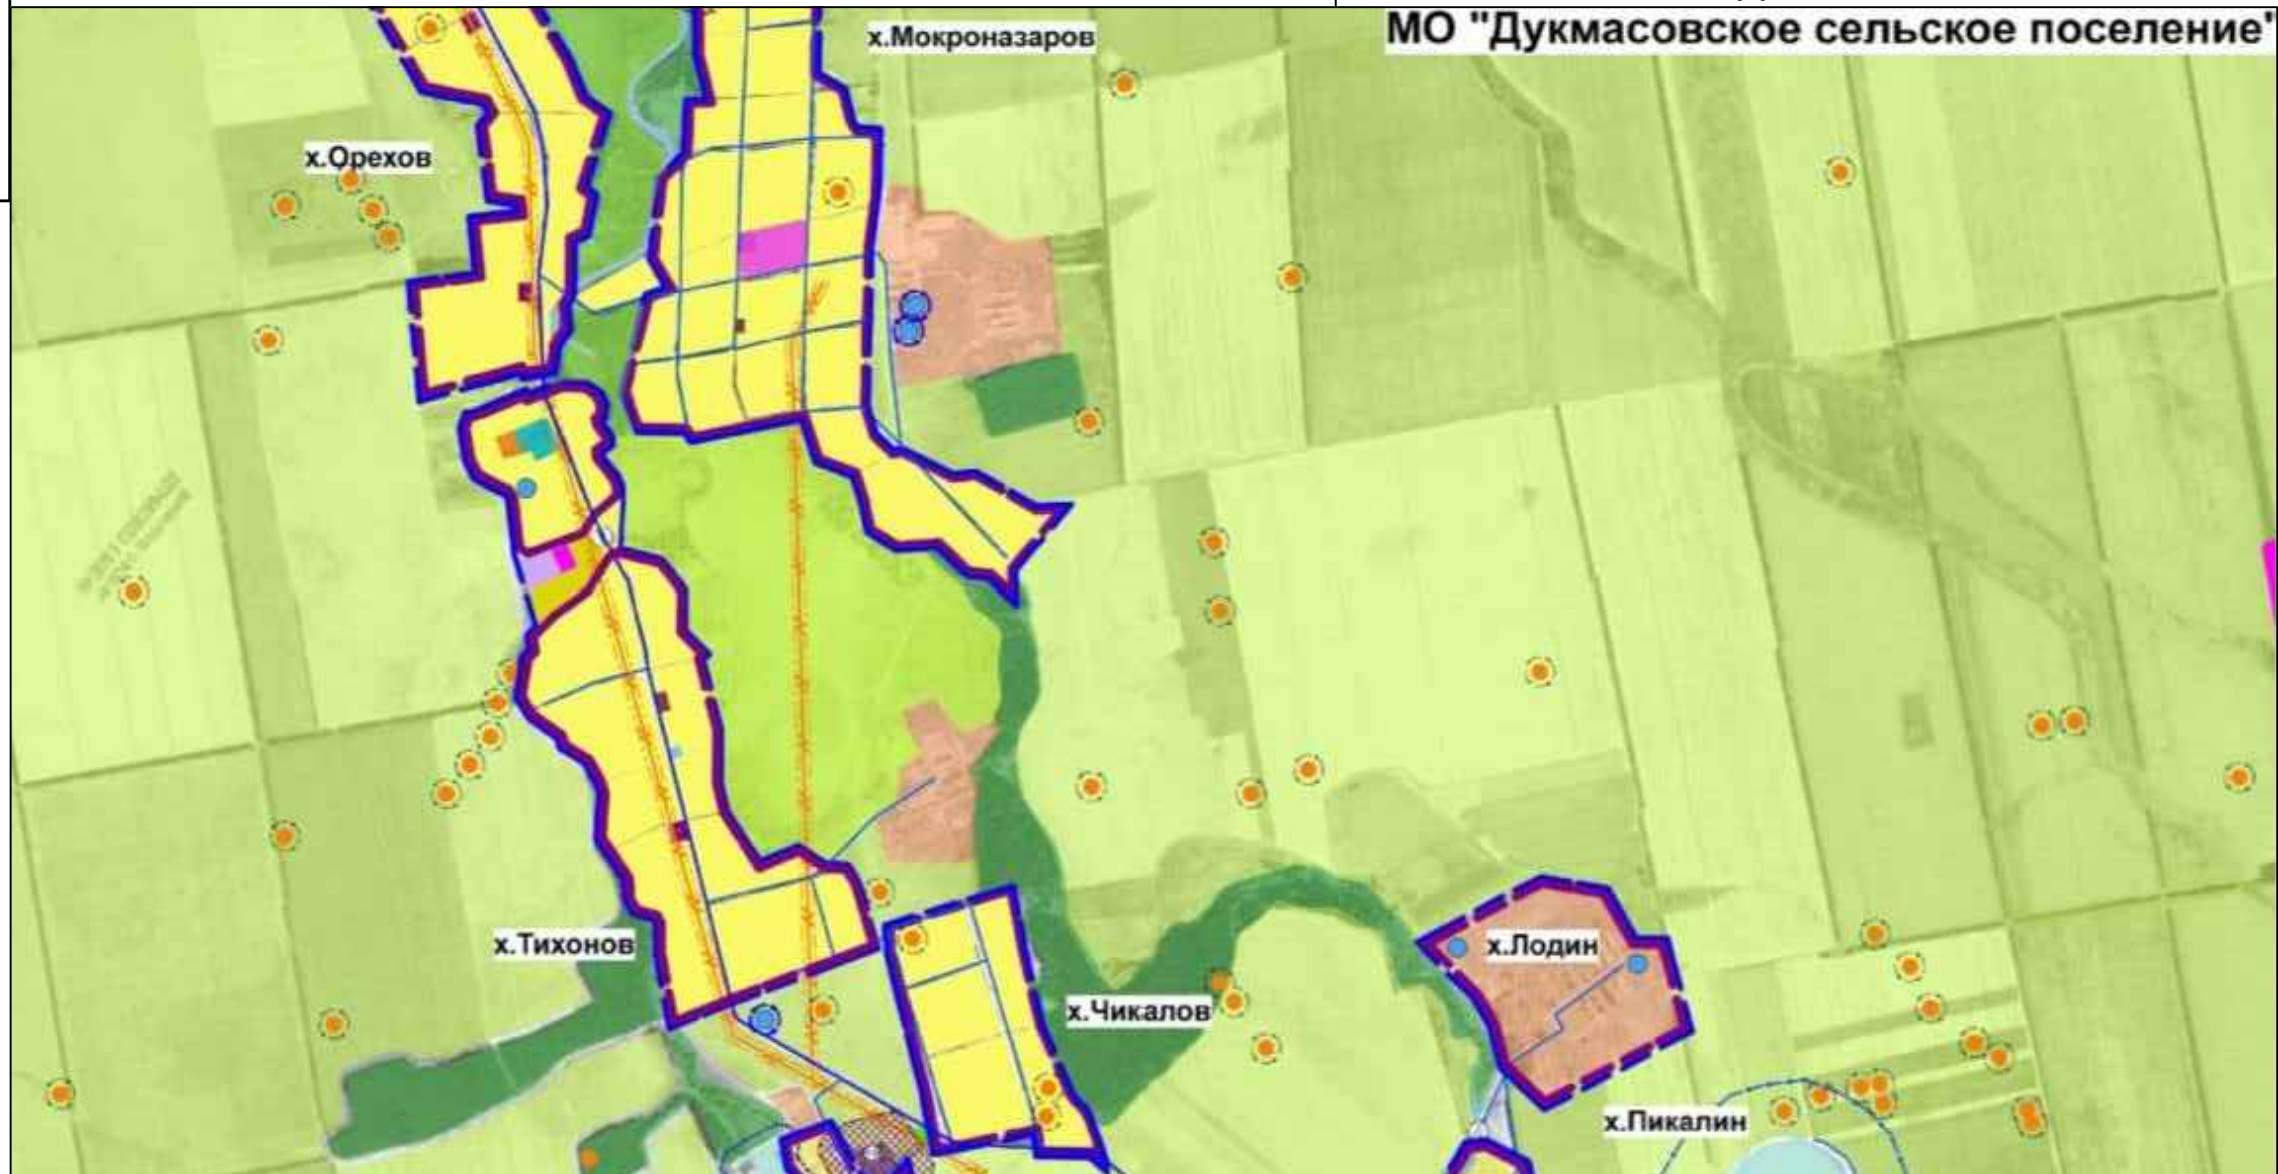 х.Мокроназаров
МО "Дукмасовское сельское поселение"
х.Орехов
х.Тихонов
х.Лодин
х.Чикалов
х.Пикалин